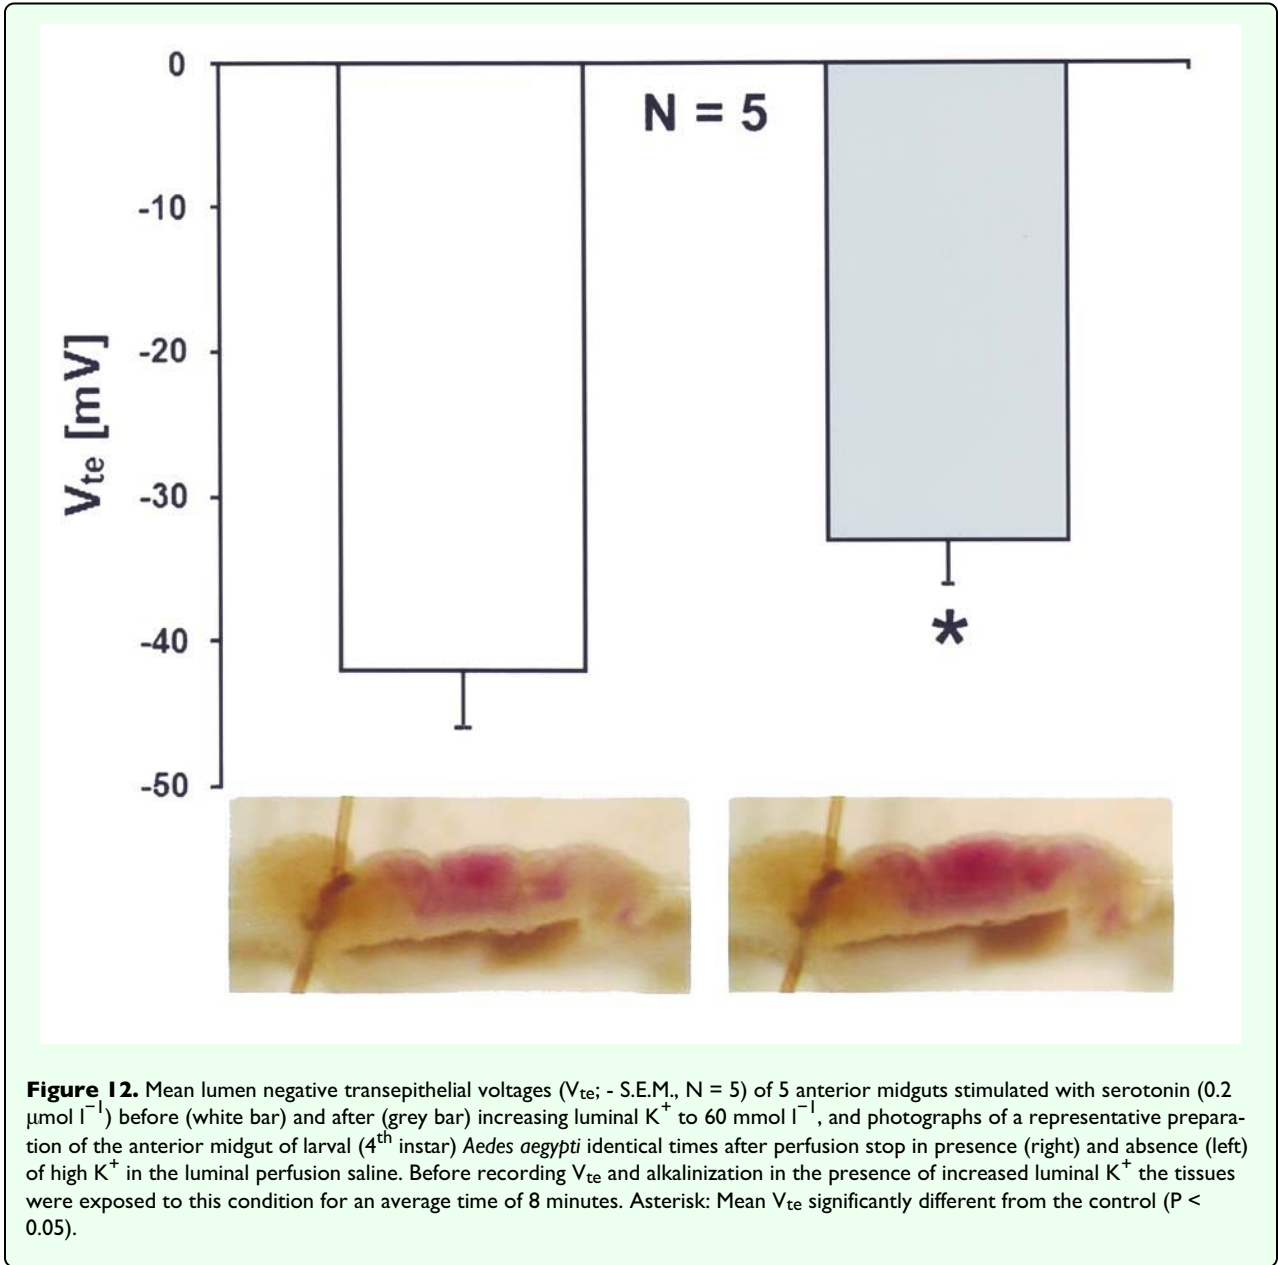 0
N = 5
-10
-20
-30
-40
-50
Vte [mV]
*
Figure 12. Mean lumen negative transepithelial voltages (Vte; - S.E.M., N = 5) of 5 anterior midguts stimulated with serotonin (0.2
μmol l⁻¹) before (white bar) and after (grey bar) increasing luminal K⁺ to 60 mmol l⁻¹, and photographs of a representative prepara-
tion of the anterior midgut of larval (4th instar) Aedes aegypti identical times after perfusion stop in presence (right) and absence (left)
of high K⁺ in the luminal perfusion saline. Before recording Vte and alkalinization in the presence of increased luminal K⁺ the tissues
were exposed to this condition for an average time of 8 minutes. Asterisk: Mean Vte significantly different from the control (P <
0.05).